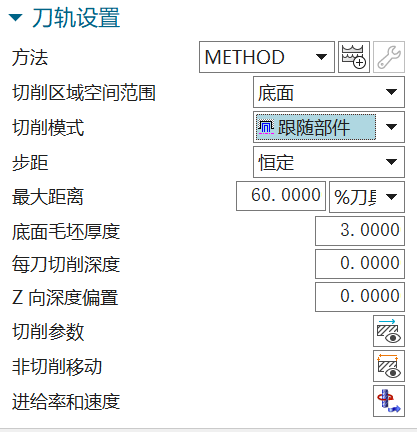 刀轨设置
方法 METHOD
切削区域空间范围 底面
切削模式 跟随部件
步距 恒定
最大距离 60.0000 %刀具
底面毛坯厚度 3.0000
每刀切削深度 0.0000
Z 向深度偏置 0.0000
切削参数
非切削移动
进给率和速度